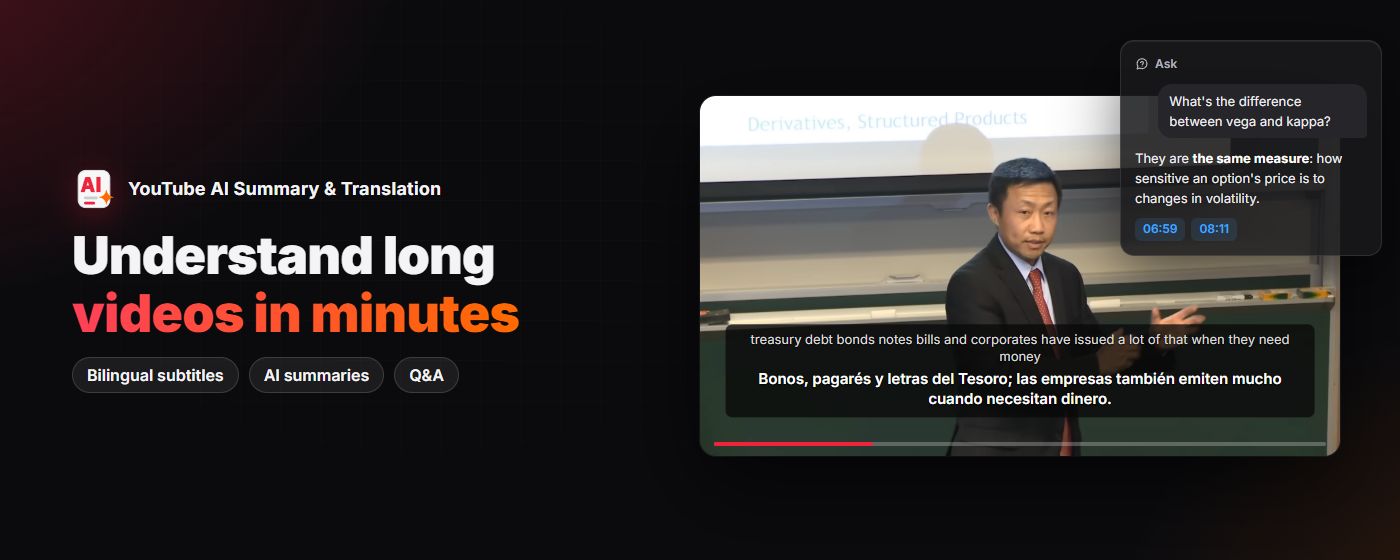 AI
YouTube AI Summary & Translation
Understand long
videos in minutes
Bilingual subtitles
AI summaries
Q&A
Derivatives, Structured Products
Ask
What's the difference
between vega and kappa?
They are the same measure: how
sensitive an option's price is to
changes in volatility.
06:59
08:11
treasury debt bonds notes bills and corporates have issued a lot of that when they need
money
Bonos, pagarés y letras del Tesoro; las empresas también emiten mucho
cuando necesitan dinero.